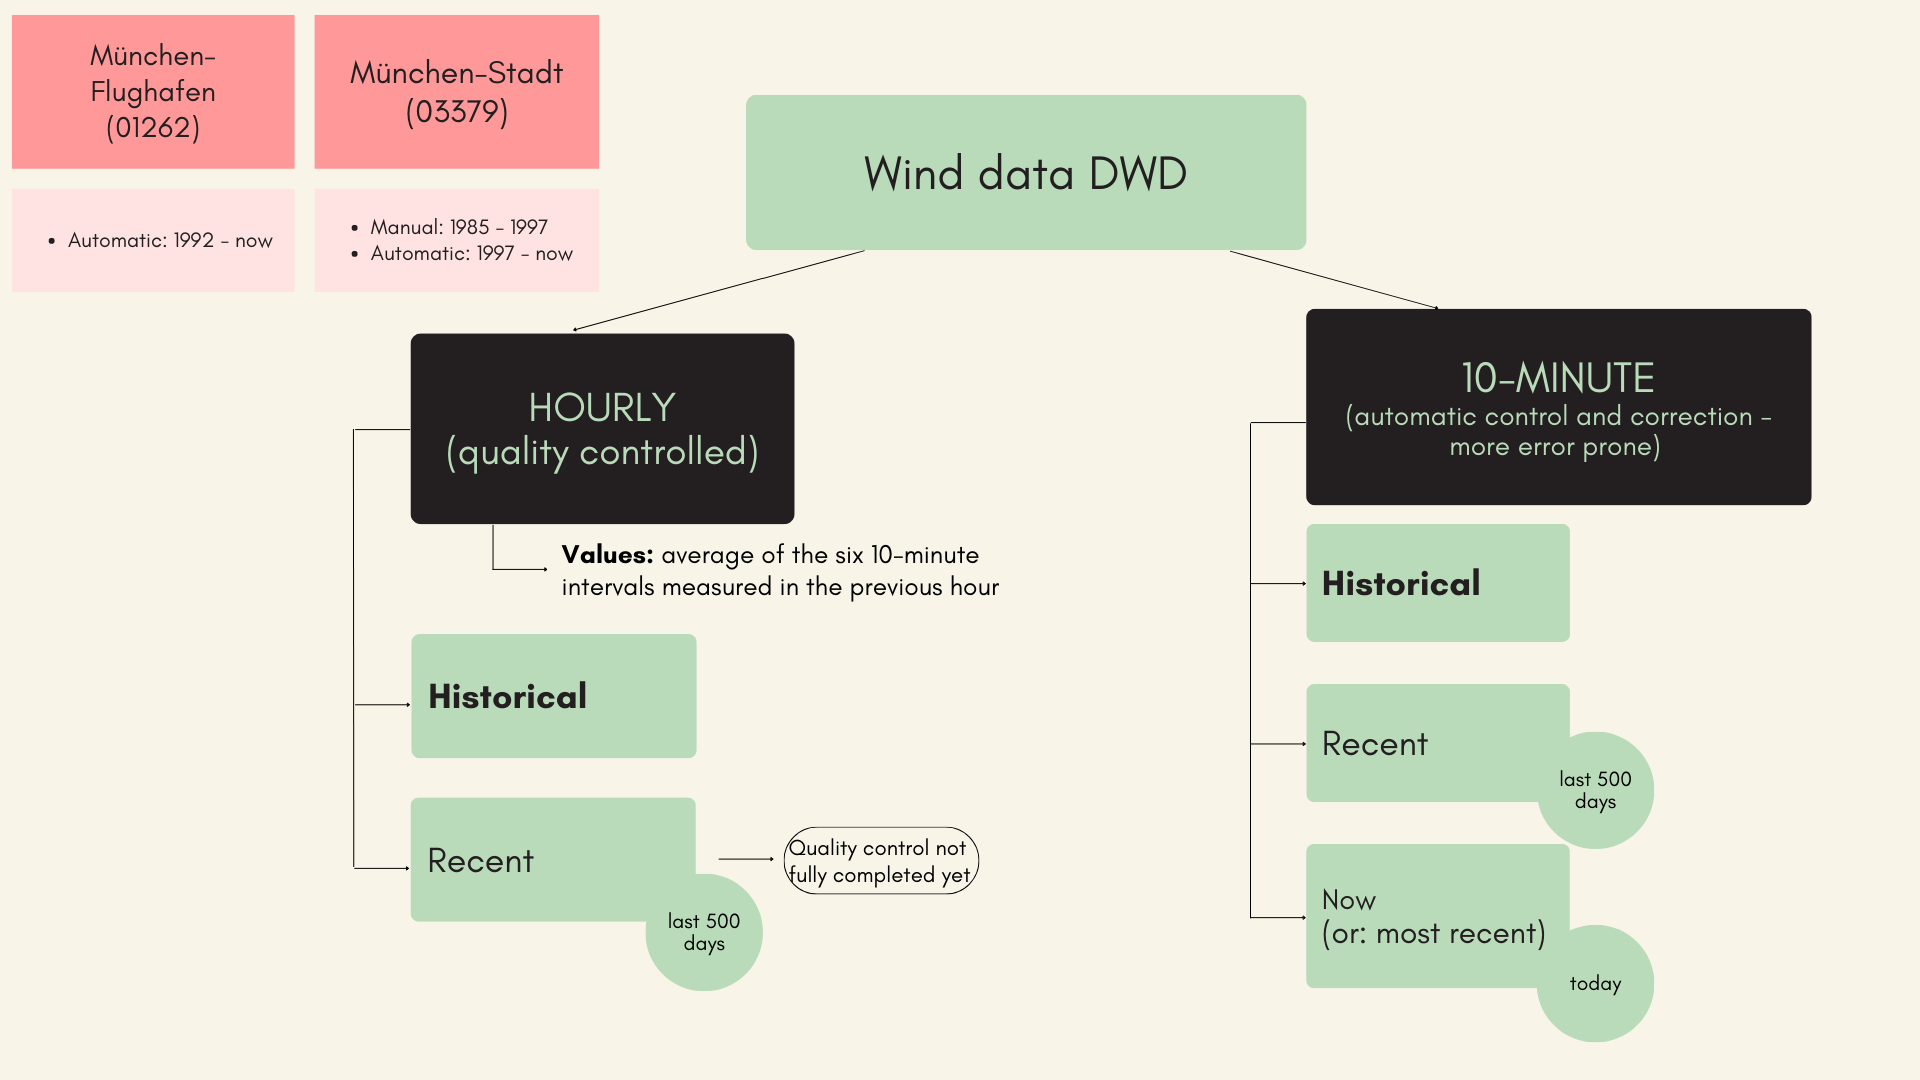 München-
Flughafen
(01262)
München-Stadt
(03379)
• Automatic: 1992 - now
• Manual: 1985 - 1997
• Automatic: 1997 - now
Wind data DWD
HOURLY
(quality controlled)
Values: average of the six 10-minute
intervals measured in the previous hour
Historical
Recent
last 500
days
Quality control not
fully completed yet
10-MINUTE
(automatic control and correction -
more error prone)
Historical
Recent
last 500
days
Now
(or: most recent)
today